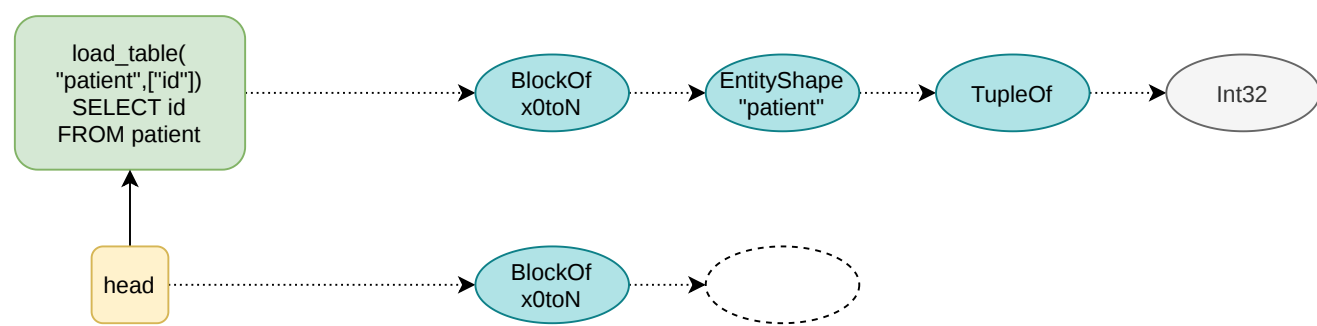 load_table(
"patient",["id"])
SELECT id
FROM patient
BlockOf
x0toN
EntityShape
"patient"
TupleOf
Int32
head
BlockOf
x0toN